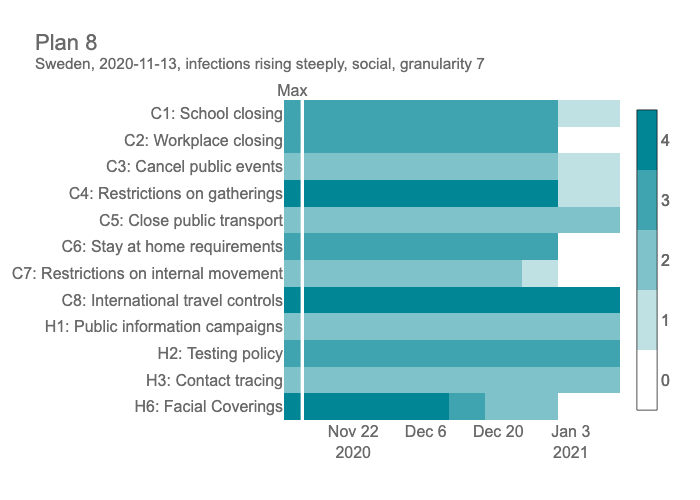 Plan 8
Sweden, 2020-11-13, infections rising steeply, social, granularity 7
Max
C1: School closing
C2: Workplace closing
C3: Cancel public events
C4: Restrictions on gatherings
C5: Close public transport
C6: Stay at home requirements
C7: Restrictions on internal movement
C8: International travel controls
H1: Public information campaigns
H2: Testing policy
H3: Contact tracing
H6: Facial Coverings
4
3
2
1
0
Nov 22 Dec 6 Dec 20 Jan 3
2020 2021